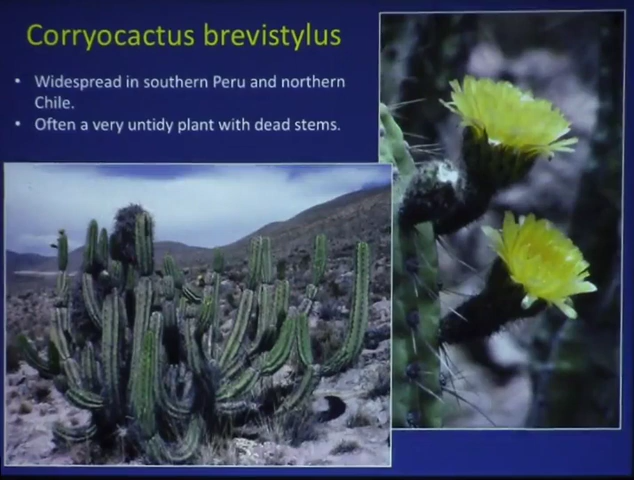 Corryocactus brevistylus
• Widespread in southern Peru and northern
Chile.
• Often a very untidy plant with dead stems.